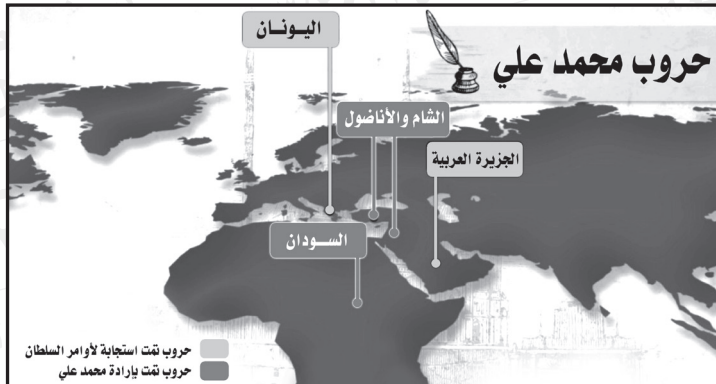 حروب محمد علي
اليونان
الشام والأناضول
الجزيرة العربية
السودان
حروب تمت استجابة لأوامر السلطان
حروب تمت بإرادة محمد علي